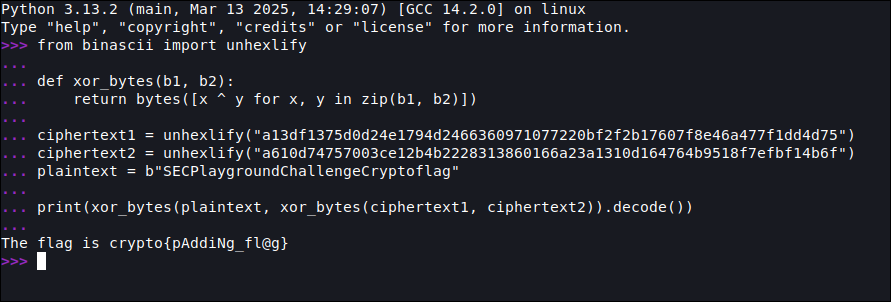 Python 3.13.2 (main, Mar 13 2025, 14:29:07) [GCC 14.2.0] on linux
Type "help", "copyright", "credits" or "license" for more information.
>>> from binascii import unhexlify
...
... def xor_bytes(b1, b2):
...     return bytes([x ^ y for x, y in zip(b1, b2)])
...
... ciphertext1 = unhexlify("a13df1375d0d24e1794d2466360971077220bf2f2b17607f8e46a477f1dd4d75")
... ciphertext2 = unhexlify("a610d74757003ce12b4b2228313860166a23a1310d164764b9518f7efbf14b6f")
... plaintext = b"SECPlaygroundChallengeCryptoflag"
...
... print(xor_bytes(plaintext, xor_bytes(ciphertext1, ciphertext2)).decode())
...
The flag is crypto{pAddiNg_fl@g}
>>>